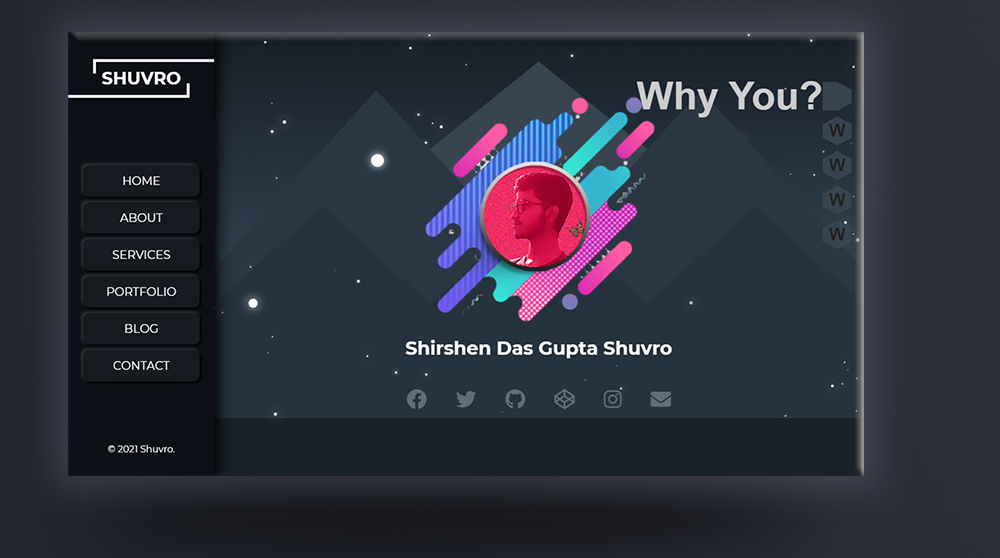 SHUVRO
HOME
ABOUT
SERVICES
PORTFOLIO
BLOG
CONTACT
© 2021 Shuvro.
Why You?
W
W
W
W
Shirshen Das Gupta Shuvro